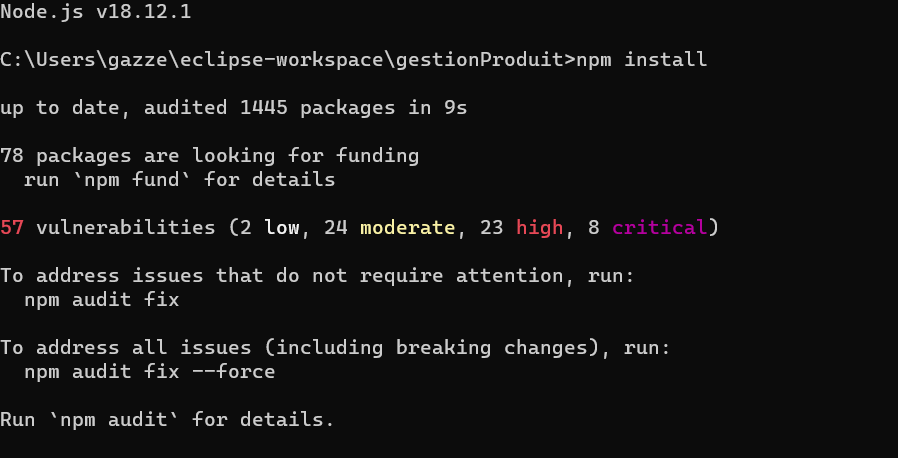 Node.js v18.12.1
C:\Users\gazze\eclipse-workspace\gestionProduit>npm install
up to date, audited 1445 packages in 9s
78 packages are looking for funding
  run `npm fund` for details
57 vulnerabilities (2 low, 24 moderate, 23 high, 8 critical)
To address issues that do not require attention, run:
  npm audit fix
To address all issues (including breaking changes), run:
  npm audit fix --force
Run `npm audit` for details.